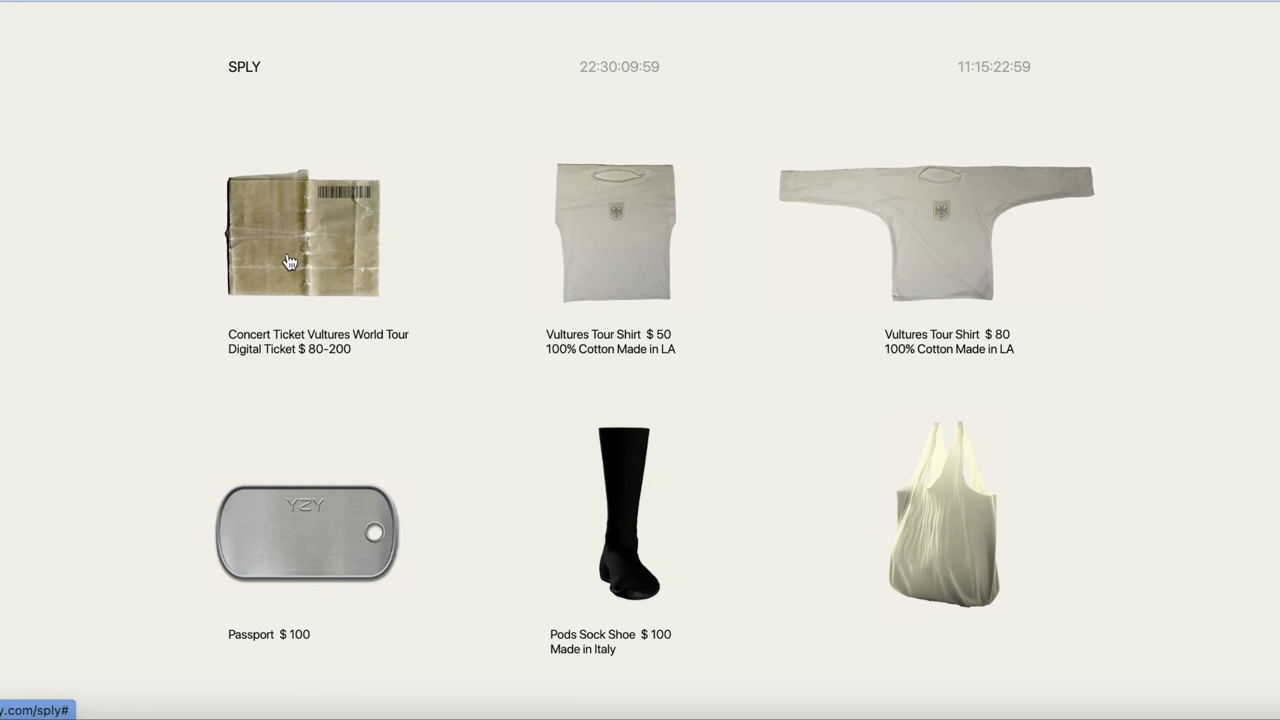 SPLY
22:30:09:59
11:15:22:59
Concert Ticket Vultures World Tour
Digital Ticket $ 80-200
Vultures Tour Shirt $ 50
100% Cotton Made in LA
Vultures Tour Shirt $ 80
100% Cotton Made in LA
YZY
Passport $ 100
Pods Sock Shoe $ 100
Made in Italy
y.com/sply#